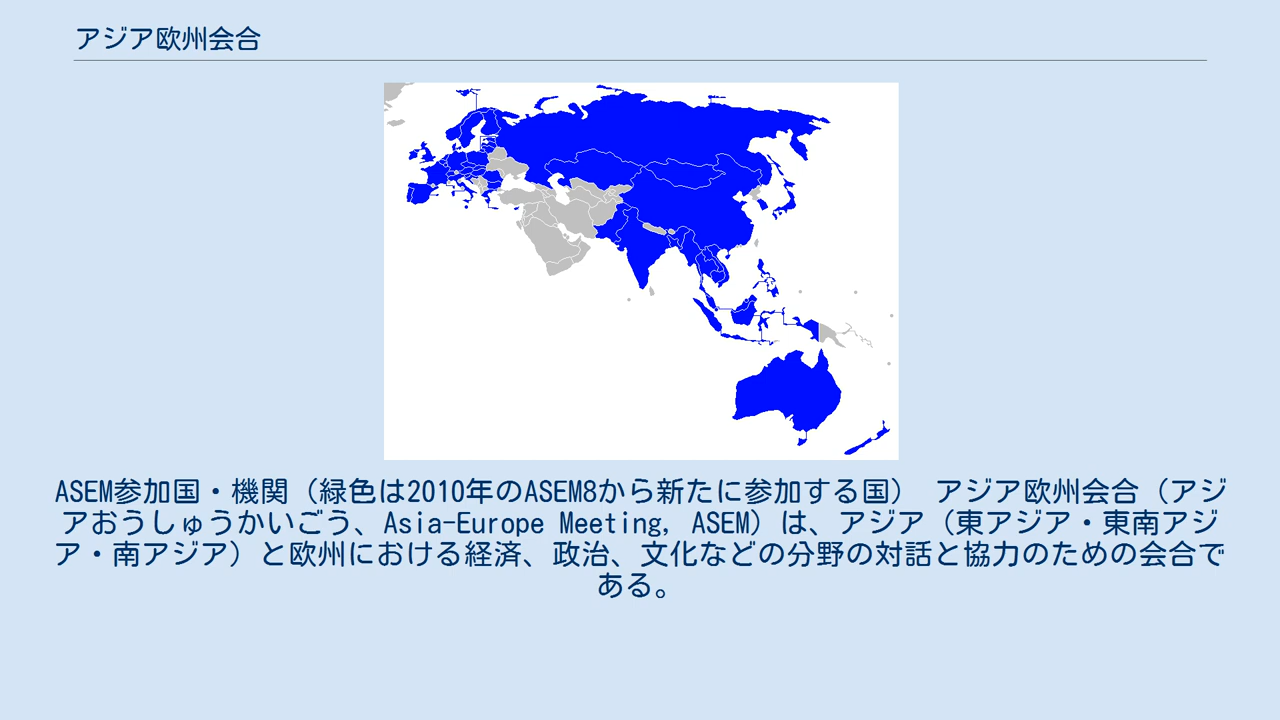 アジア欧州会合
ASEM参加国・機関（緑色は2010年のASEM8から新たに参加する国） アジア欧州会合（アジ
アおうしゅうかいごう、Asia-Europe Meeting, ASEM）は、アジア（東アジア・東南アジ
ア・南アジア）と欧州における経済、政治、文化などの分野の対話と協力のための会合で
ある。